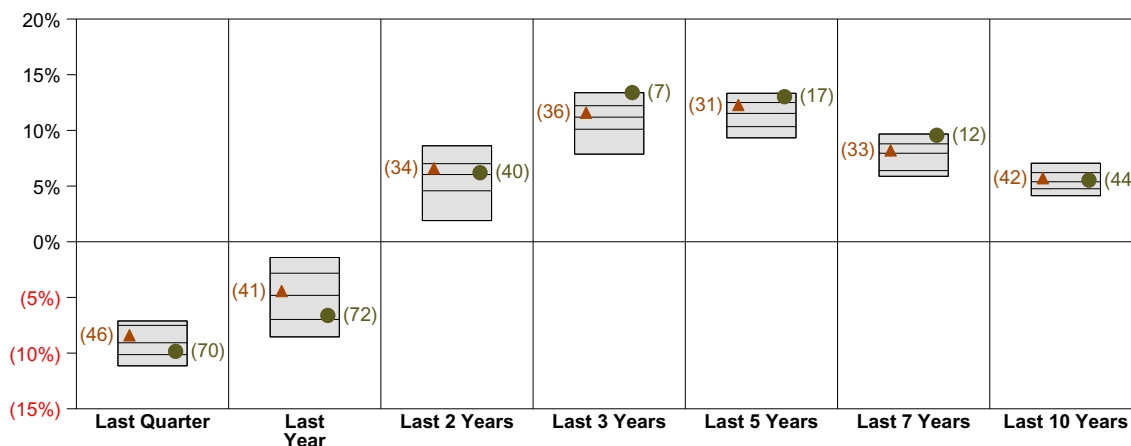 20%
15%
10%
5%
0%
(5%)
(10%)
(15%)
(46)
(70)
(41)
(72)
(34)
(40)
(36)
(7)
(31)
(17)
(33)
(12)
(42)
(44
Last Quarter
Last
Year
Last 2 Years
Last 3 Years
Last 5 Years
Last 7 Years
Last 10 Years